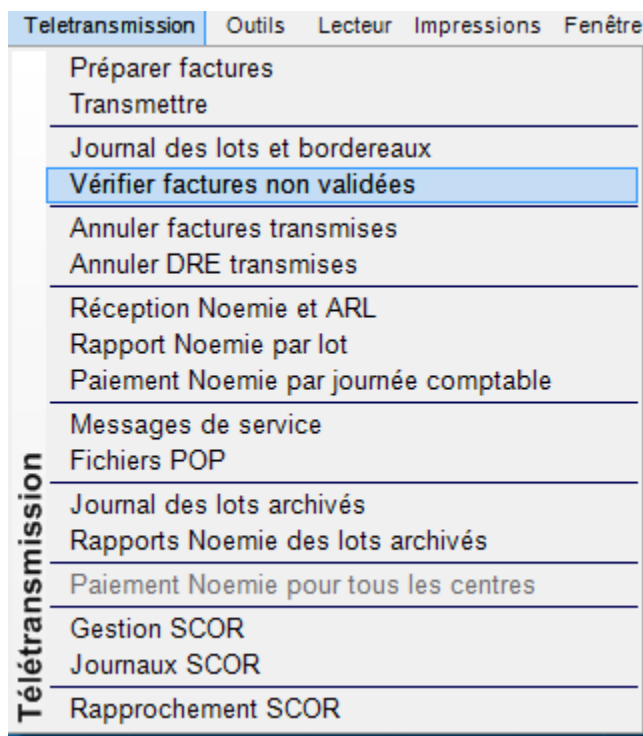 Teletransmission Outils Lecteur Impressions Fenêtre
Préparer factures
Transmettre
Journal des lots et bordereaux
Vérifier factures non validées
Annuler factures transmises
Annuler DRE transmises
Réception Noemie et ARL
Rapport Noemie par lot
Paiement Noemie par journée comptable
Messages de service
Fichiers POP
Journal des lots archivés
Rapports Noemie des lots archivés
Paiement Noemie pour tous les centres
Gestion SCOR
Journaux SCOR
Rapprochement SCOR
Télétransmission